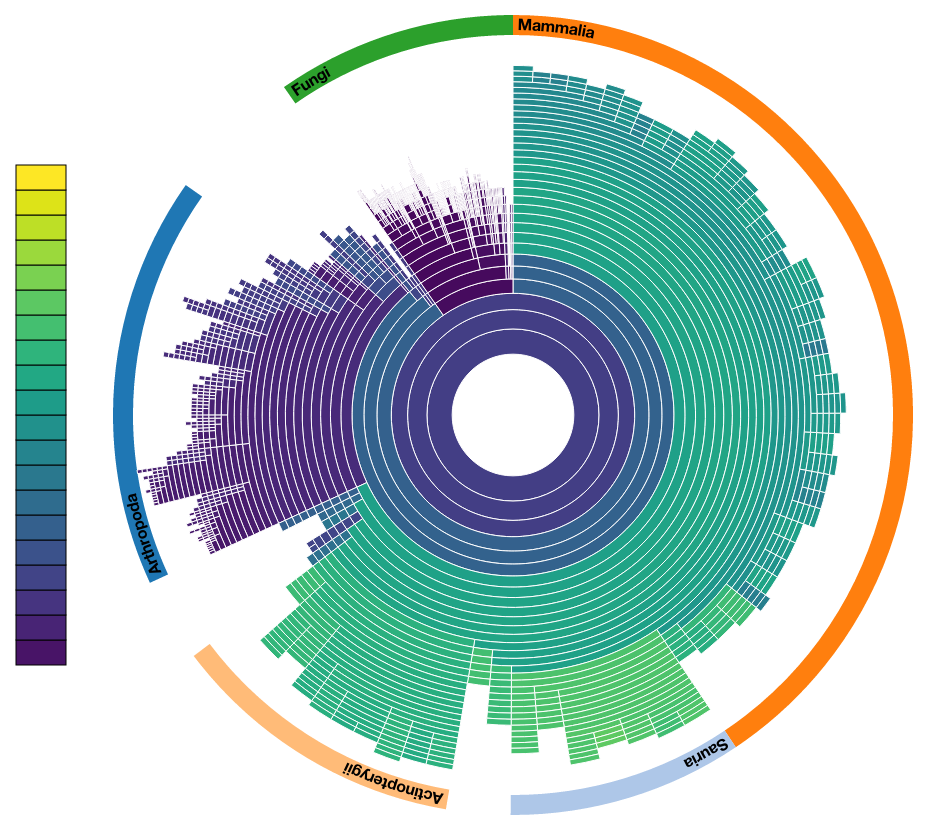 Mammalia
Fungi
Arthropoda
Sauria
Actinopterygii